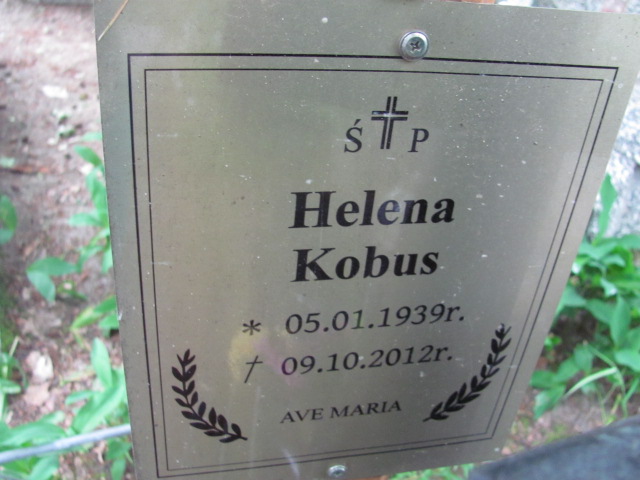 Ś P
Helena
Kobus
* 05.01.1939r.
† 09.10.2012r.
AVE MARIA